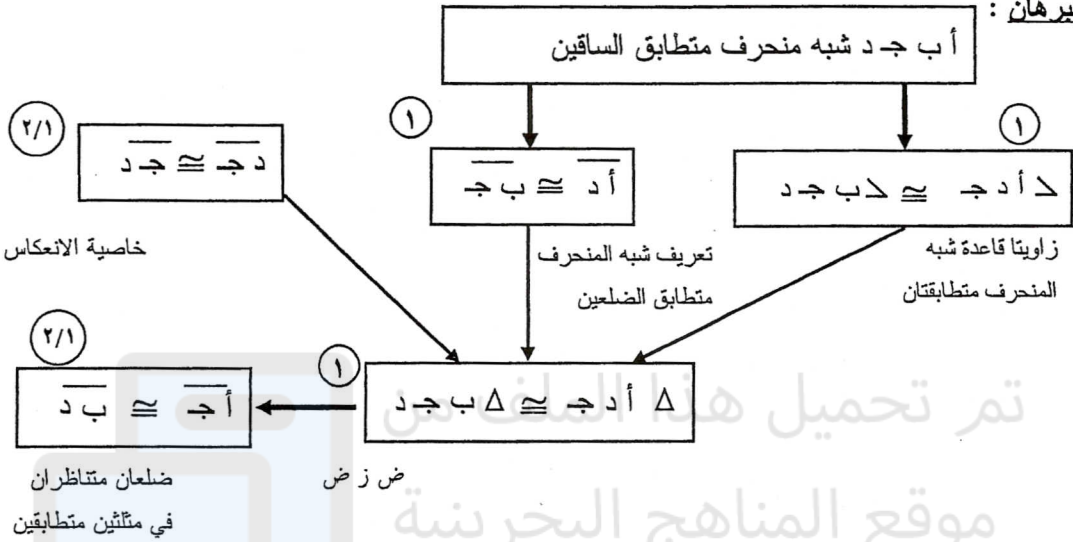 برهان :
أ ب جـ د شبه منحرف متطابق الساقين
١
١
٢/١
∠ أ د جـ ≅ ∠ ب جـ د
أ د ≅ ب جـ
د جـ ≅ جـ د
زاويتا قاعدة شبه
المنحرف متطابقتان
تعريف شبه المنحرف
متطابق الضلعين
خاصية الانعكاس
١
٢/١
Δ أ د جـ ≅ Δ ب جـ د
أ جـ ≅ ب د
ض ز ض
ضلعان متناظران
في مثلثين متطابقين
تم تحميل هذا الملف من
موقع المناهج البحرينية